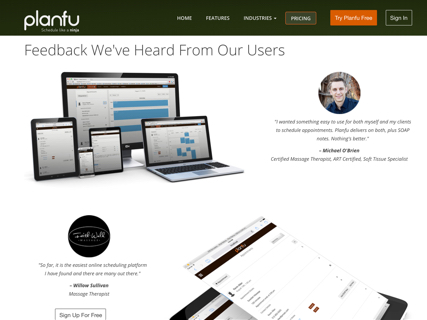 planfu
Schedule like a ninja
HOME
FEATURES
INDUSTRIES
PRICING
Try Planfu Free
Sign In
Feedback We've Heard From Our Users
"I wanted something easy to use for both myself and my clients
to schedule appointments. Planfu delivers on both, plus SOAP
notes. Nothing's better."
– Michael O'Brien
Certified Massage Therapist, ART Certified, Soft Tissue Specialist
Faith Walk
"So far, it is the easiest online scheduling platform
I have found and there are many out there."
– Willow Sullivan
Massage Therapist
Sign Up For Free